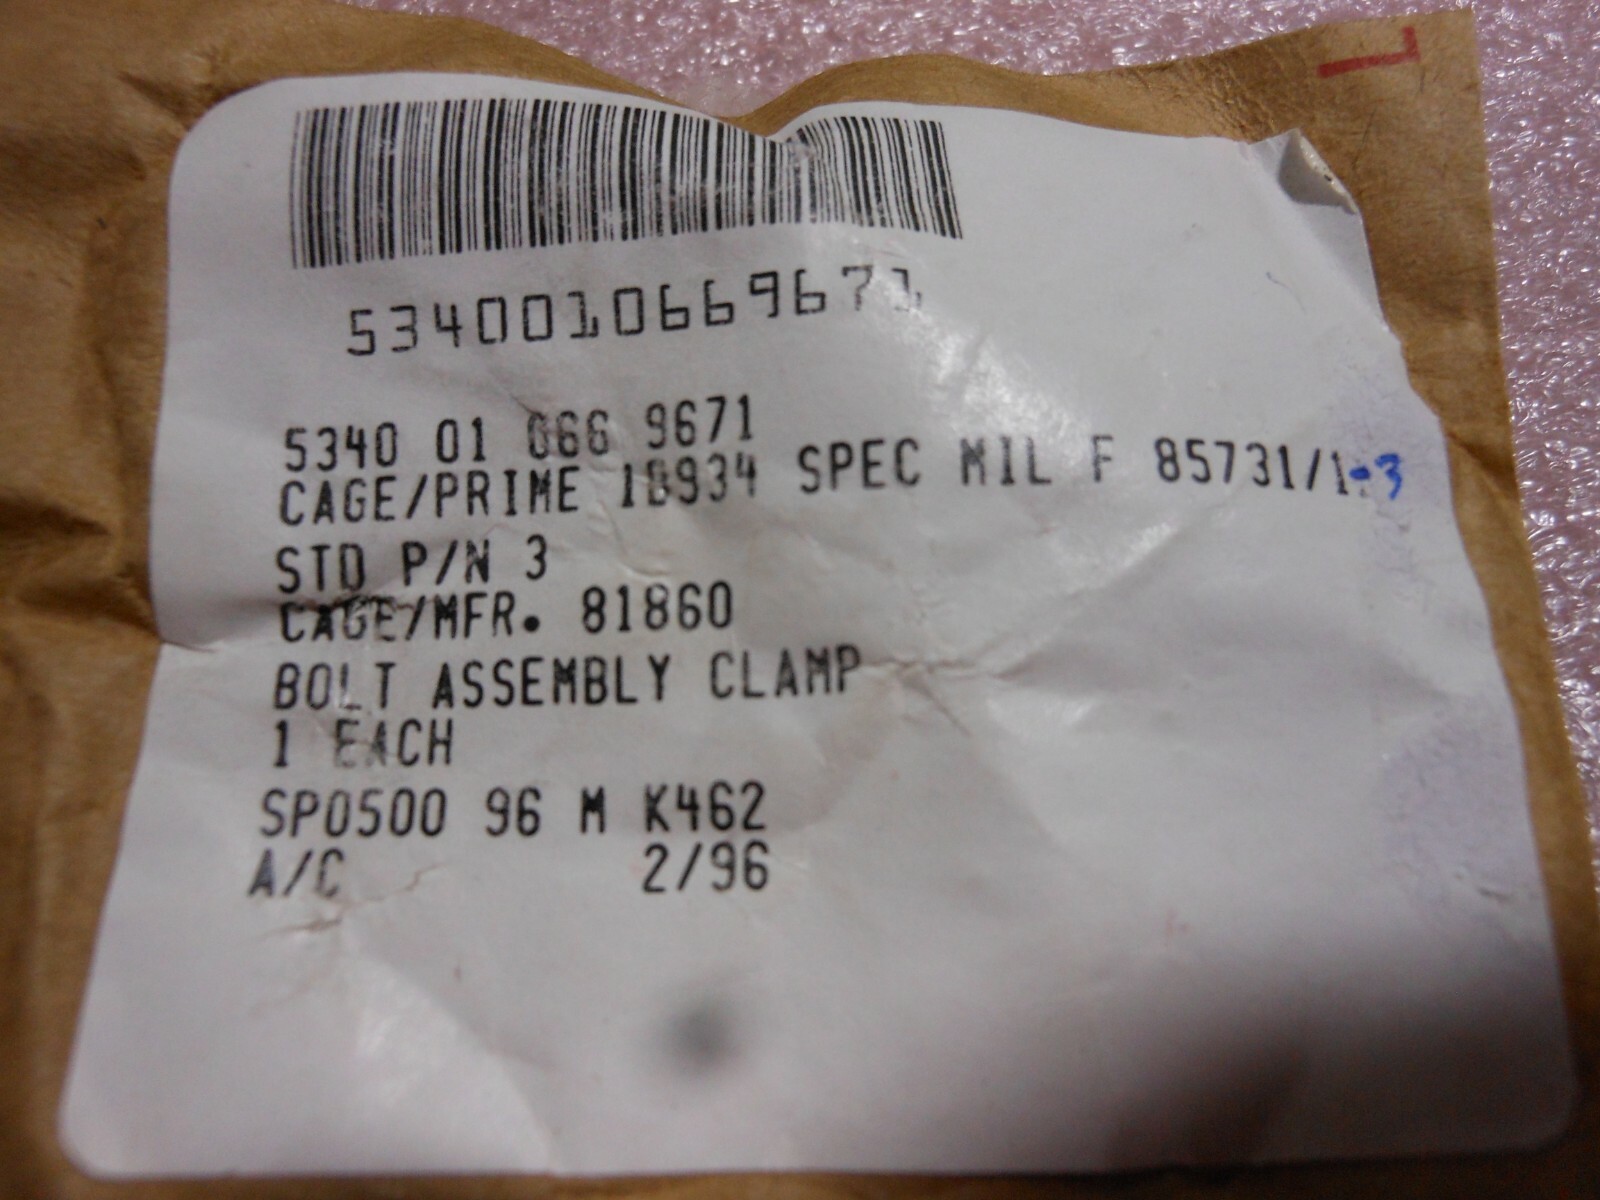 5340010669671
5340 01 066 9671
CAGE/PRIME 1B934 SPEC MIL F 85731/1-3
STD P/N 3
CAGE/MFR. 81860
BOLT ASSEMBLY CLAMP
1 EACH
SP0500 96 M K462
A/C 2/96